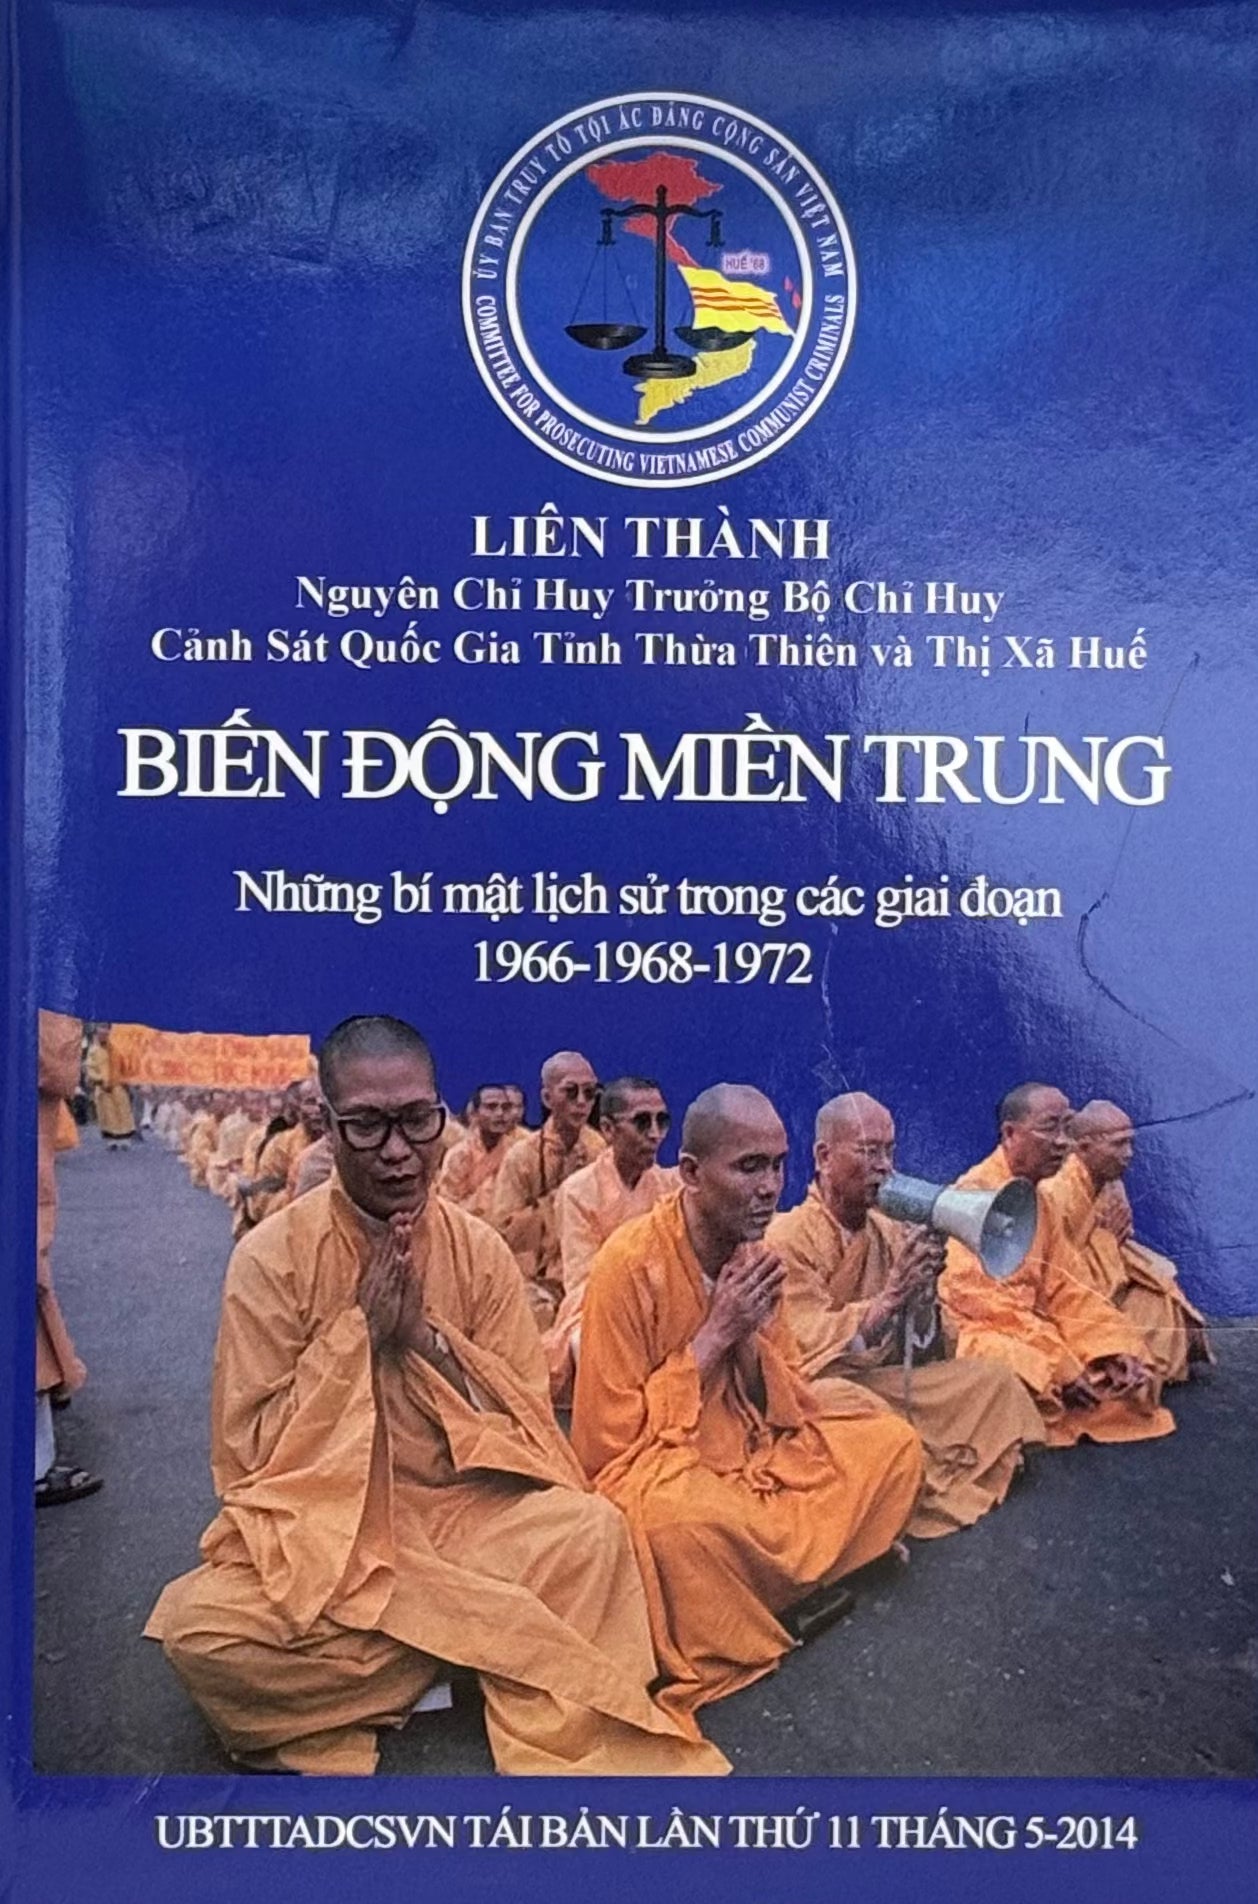 ỦY BAN TRUY TỐ TỘI ÁC ĐẢNG CỘNG SẢN VIỆT NAM
HUẾ '68
COMMITTEE FOR PROSECUTING VIETNAMESE COMMUNIST CRIMINALS
LIÊN THÀNH
Nguyên Chỉ Huy Trưởng Bộ Chỉ Huy
Cảnh Sát Quốc Gia Tỉnh Thừa Thiên và Thị Xã Huế
BIẾN ĐỘNG MIỀN TRUNG
Những bí mật lịch sử trong các giai đoạn
1966-1968-1972
UBTTTADCSVN TÁI BẢN LẦN THỨ 11 THÁNG 5-2014